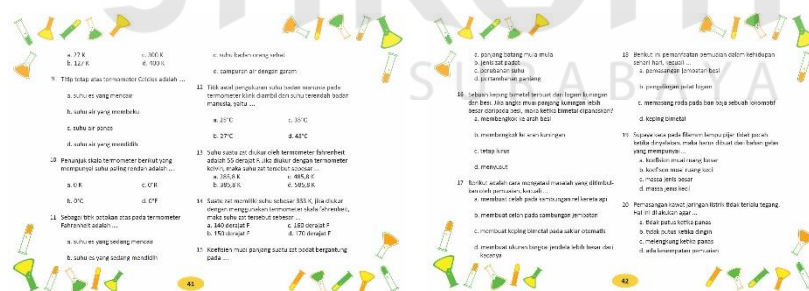 a. 27 K
c. 300 K
b. 127 K
d. 400 K
9 Titip tetap atas termometer Celcius adalah ....
a. suhu es yang mencair
b. suhu air yang membeku
c. suhu air panas
d. suhu air yang mendidih
10 Penunjuk skala termometer berikut yang
mempunyai suhu paling rendah adalah ...
a. 0 K
c. 0°R
b. 0°C
d. 0°F
11 Sebagai titik patokan atas pada termometer
Fahrenheit adalah ...
a. suhu es yang sedang mencair
b. suhu es yang sedang mendidih
c. suhu badan orang sehat
d. campuran air dengan garam
12 Titik awal pengukuran suhu badan manusia pada
termometer klinik diambil dari suhu terendah badan
manusia, yaitu ....
a. 25°C
c. 35°C
b. 27°C
d. 42°C
13 Suhu suatu zat diukur oleh termometer fahrenheit
adalah 55 derajat F. Jika diukur dengan termometer
kelvin, maka suhu zat tersebut sebesar ...
a. 285,8 K
c. 485,8 K
b. 385,8 K
d. 585,8 K
14 Suatu zat memiliki suhu sebesar 333 K, jika diukur
dengan menggunakan termometer skala fahrenheit,
maka suhu zat tersebut sebesar ...
a. 140 derajat F
c. 160 derajat F
b. 150 derajat F
d. 170 derajat F
15 Koefisien muai panjang suatu zat padat bergantung
pada ....
41
a. panjang batang mula mula
b. jenis zat padat
c. perubahan suhu
d. pertambahan panjang
16 Sebuah keping bimetal terbuat dari logam kuningan
dan besi. Jika angka muai panjang kuningan lebih
besar daripada besi, maka ketika bimetal dipanaskan?
a. membengkok ke arah besi
b. membengkok ke arah kuningan
c. tetap lurus
d. menyusut
17 Berikut adalah cara mengatasi masalah yang ditimbul-
kan oleh pemuaian, kecuali ...
a. membuat celah pada sambungan rel kereta api
b. membuat celah pada sambungan jembatan
c. membuat keping bimetal pada saklar otomatis
d. membuat ukuran bingkai jendela lebih besar dari
kacanya
18 Berikut ini pemanfaatan pemuaian dalam kehidupan
sehari hari, kecuali ...
a. pemasangan jembatan besi
b. pengelingan pelat logam
c. memasang roda pada ban baja sebuah lokomotif
d. keping bimetal
19 Supaya kaca pada filamen lampu pijar tidak pecah
ketika dinyalakan, maka harus dibuat dari bahan gelas
yang mempunyai ...
a. koefisien muai ruang besar
b. koefisien muai ruang kecil
c. massa jenis besar
d. massa jenis kecil
20 Pemasangan kawat jaringan listrik tidak terlalu tegang.
Hal ini dilakukan agar ...
a. tidak putus ketika panas
b. tidak putus ketika dingin
c. melengkung ketika panas
d. ada kesempatan pemuaian
42
SURABAYA